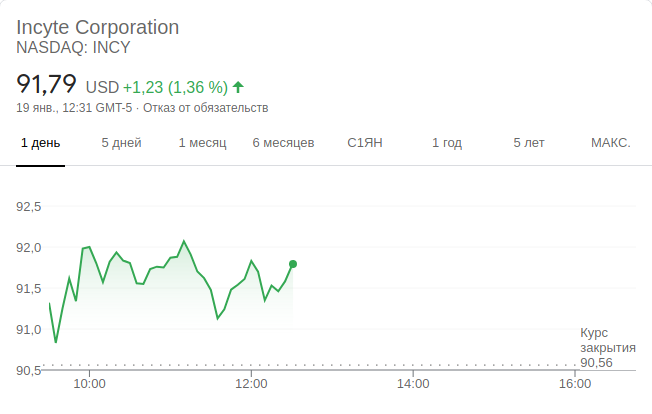 Incyte Corporation
NASDAQ: INCY
91,79 USD +1,23 (1,36 %)
19 янв., 12:31 GMT-5 · Отказ от обязательств
1 день 5 дней 1 месяц 6 месяцев С1ЯН 1 год 5 лет МАКС.
92,5
92,0
91,5
91,0
90,5
Курс
закрытия
90,56
10:00 12:00 14:00 16:00